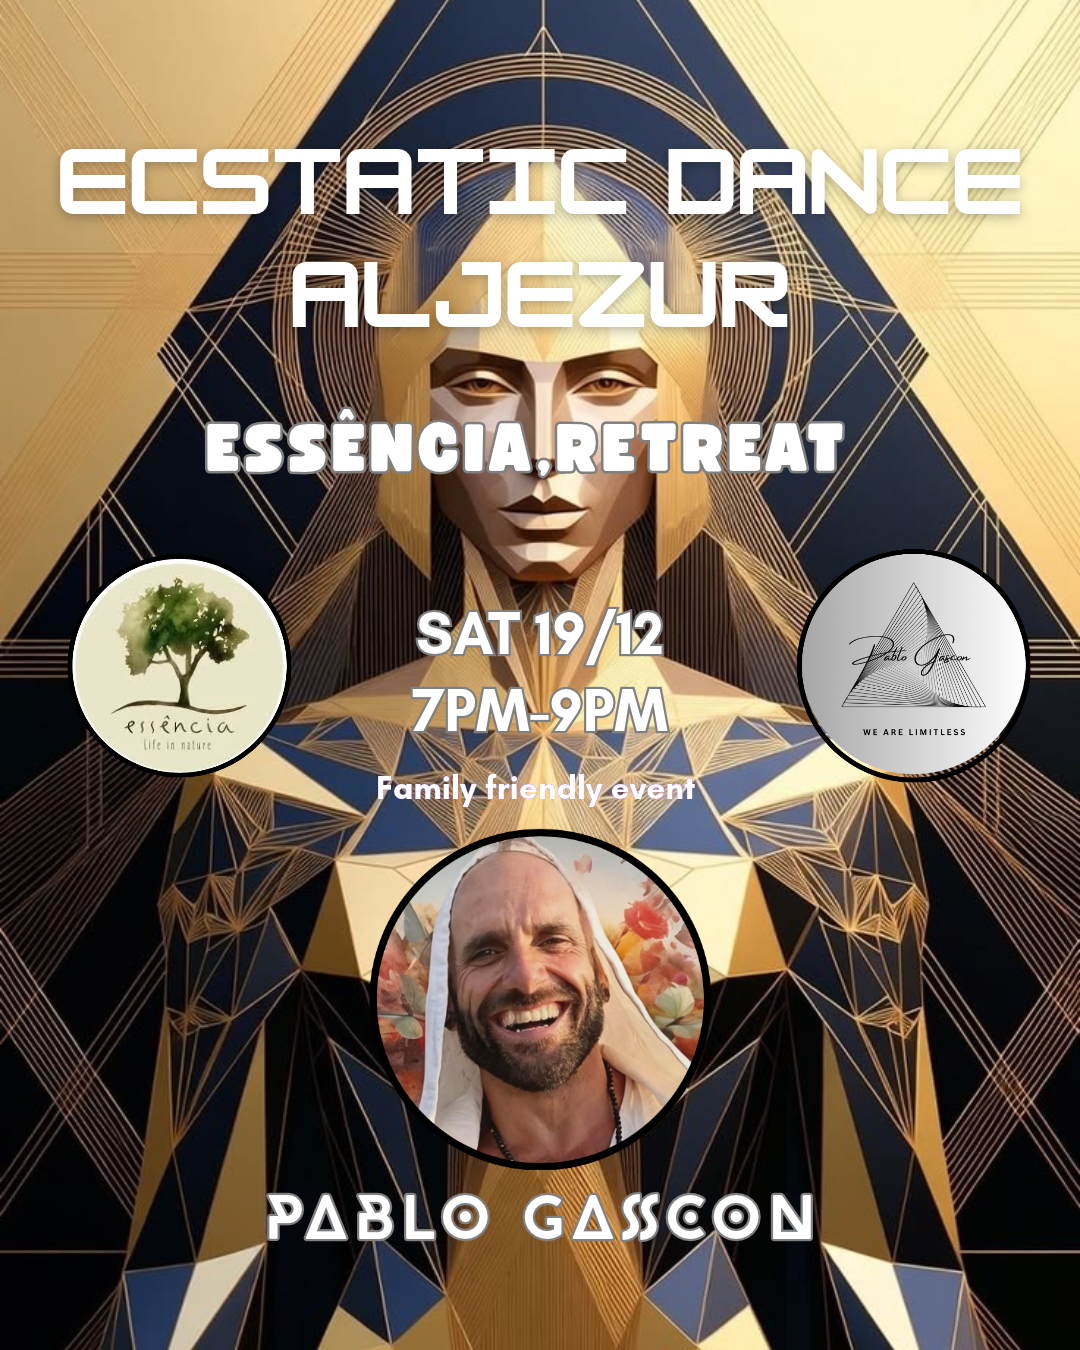 ECSTATIC DANCE
ALJEZUR
ESSÊNCIA,RETREAT
essência
Life in nature
SAT 19/12
7PM-9PM
Pablo Gascon
WE ARE LIMITLESS
Family friendly event
PABLO GASSCON